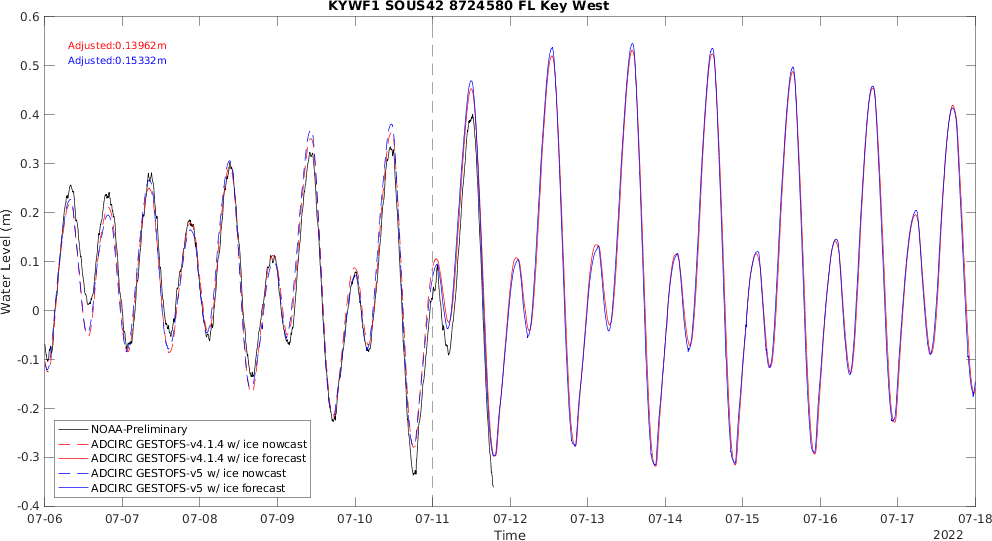 KYWF1 SOUS42 8724580 FL Key West
Adjusted:0.13962m
Adjusted:0.15332m
0.6
0.5
0.4
0.3
0.2
0.1
0
-0.1
-0.2
-0.3
-0.4
Water Level (m)
NOAA-Preliminary
ADCIRC GESTOFS-v4.1.4 w/ ice nowcast
ADCIRC GESTOFS-v4.1.4 w/ ice forecast
ADCIRC GESTOFS-v5 w/ ice nowcast
ADCIRC GESTOFS-v5 w/ ice forecast
07-06 07-07 07-08 07-09 07-10 07-11 07-12 07-13 07-14 07-15 07-16 07-17 07-18
Time
2022